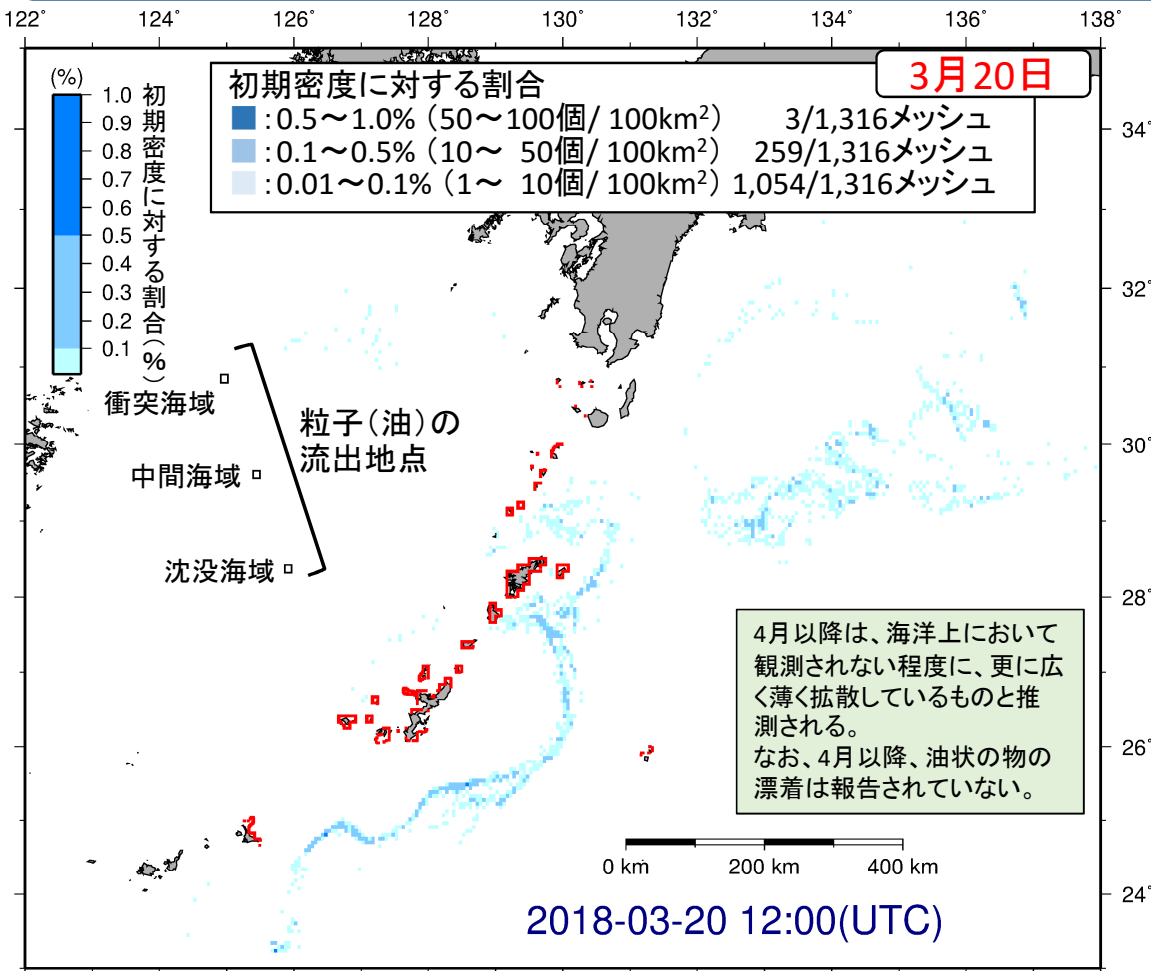 122° 124° 126° 128° 130° 132° 134° 136° 138°
3月20日
(%)
1.0
0.9
0.8
0.7
0.6
0.5
0.4
0.3
0.2
0.1
初期密度に対する割合(%)
初期密度に対する割合
:0.5~1.0%(50~100個/ 100km²) 3/1,316メッシュ
:0.1~0.5%(10~ 50個/ 100km²) 259/1,316メッシュ
:0.01~0.1%(1~ 10個/ 100km²) 1,054/1,316メッシュ
34°
32°
30°
28°
26°
24°
衝突海域
中間海域
沈没海域
粒子(油)の
流出地点
4月以降は、海洋上において
観測されない程度に、更に広
く薄く拡散しているものと推
測される。
なお、4月以降、油状の物の
漂着は報告されていない。
0 km 200 km 400 km
2018-03-20 12:00(UTC)